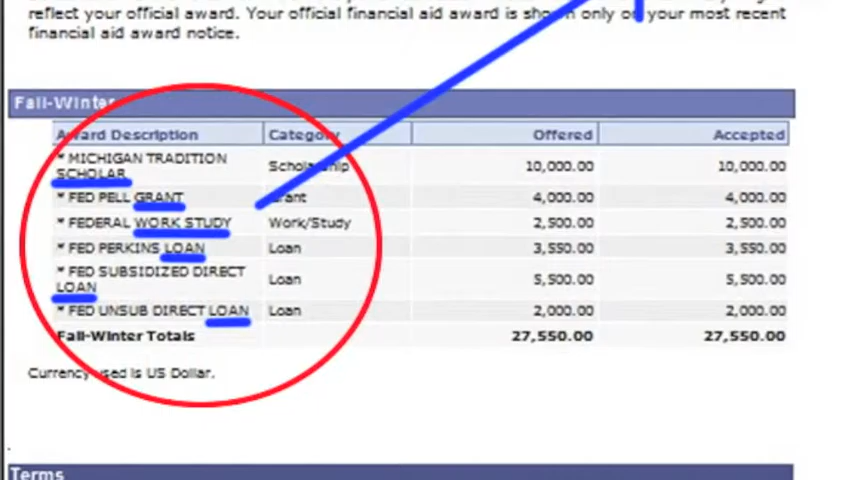 reflect your official award. Your official financial aid award is shown only on your most recent
financial aid award notice.
Fall-Winter
Award Description Category Offered Accepted
* MICHIGAN TRADITION
SCHOLAR Scholarship 10,000.00 10,000.00
* FED PELL GRANT Grant 4,000.00 4,000.00
* FEDERAL WORK STUDY Work/Study 2,500.00 2,500.00
* FED PERKINS LOAN Loan 3,550.00 3,550.00
* FED SUBSIDIZED DIRECT
LOAN Loan 5,500.00 5,500.00
* FED UNSUB DIRECT LOAN Loan 2,000.00 2,000.00
Fall-Winter Totals 27,550.00 27,550.00
Currency used is US Dollar.
Terms